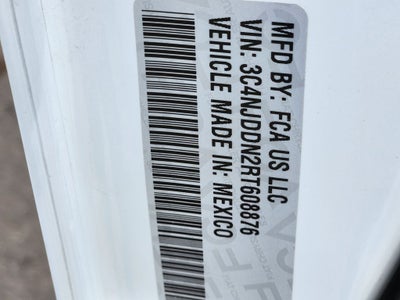 MFD BY: FCA US LLC
VIN: 3C4NJDDN2RT608876
VEHICLE MADE IN: MEXICO